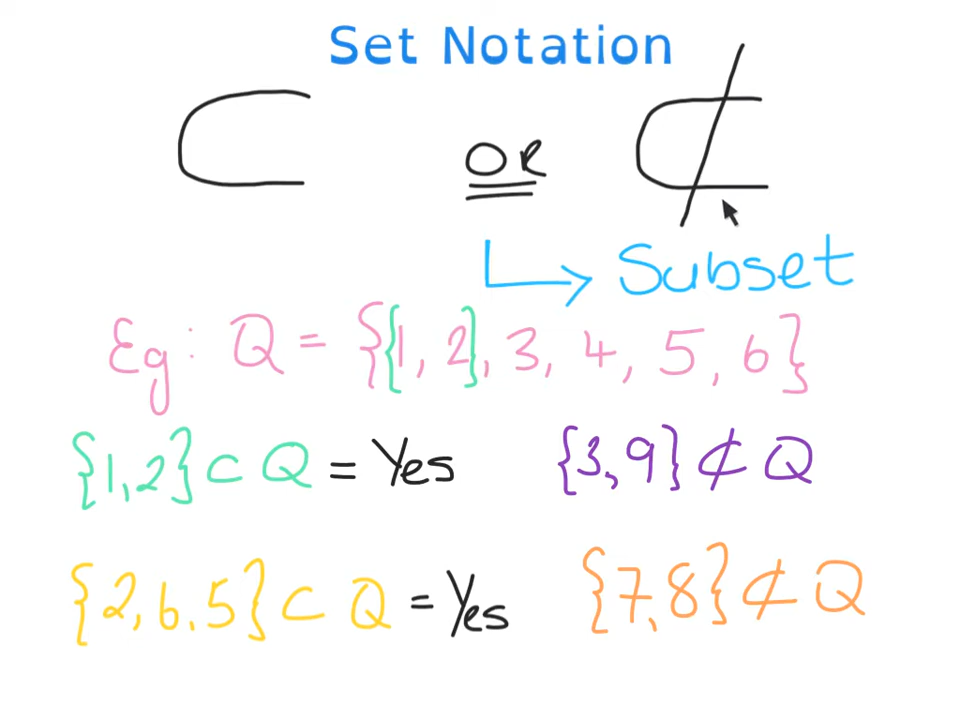 Set Notation
⊂ OR ⊄
↳ Subset
Eg: Q = {{1, 2}, 3, 4, 5, 6}
{1,2} ⊂ Q = Yes {3, 9} ⊄ Q
{2,6,5} ⊂ Q = Yes {7,8} ⊄ Q